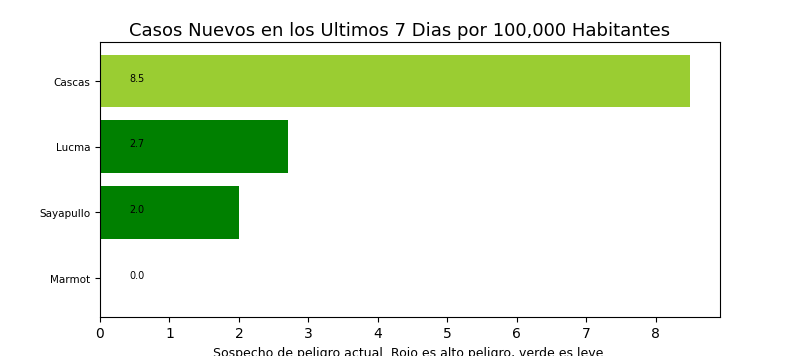 Casos Nuevos en los Ultimos 7 Dias por 100,000 Habitantes
Cascas
8.5
Lucma
2.7
Sayapullo
2.0
Marmot
0.0
0 1 2 3 4 5 6 7 8
Sospecho de peligro actual. Rojo es alto peligro, verde es leve